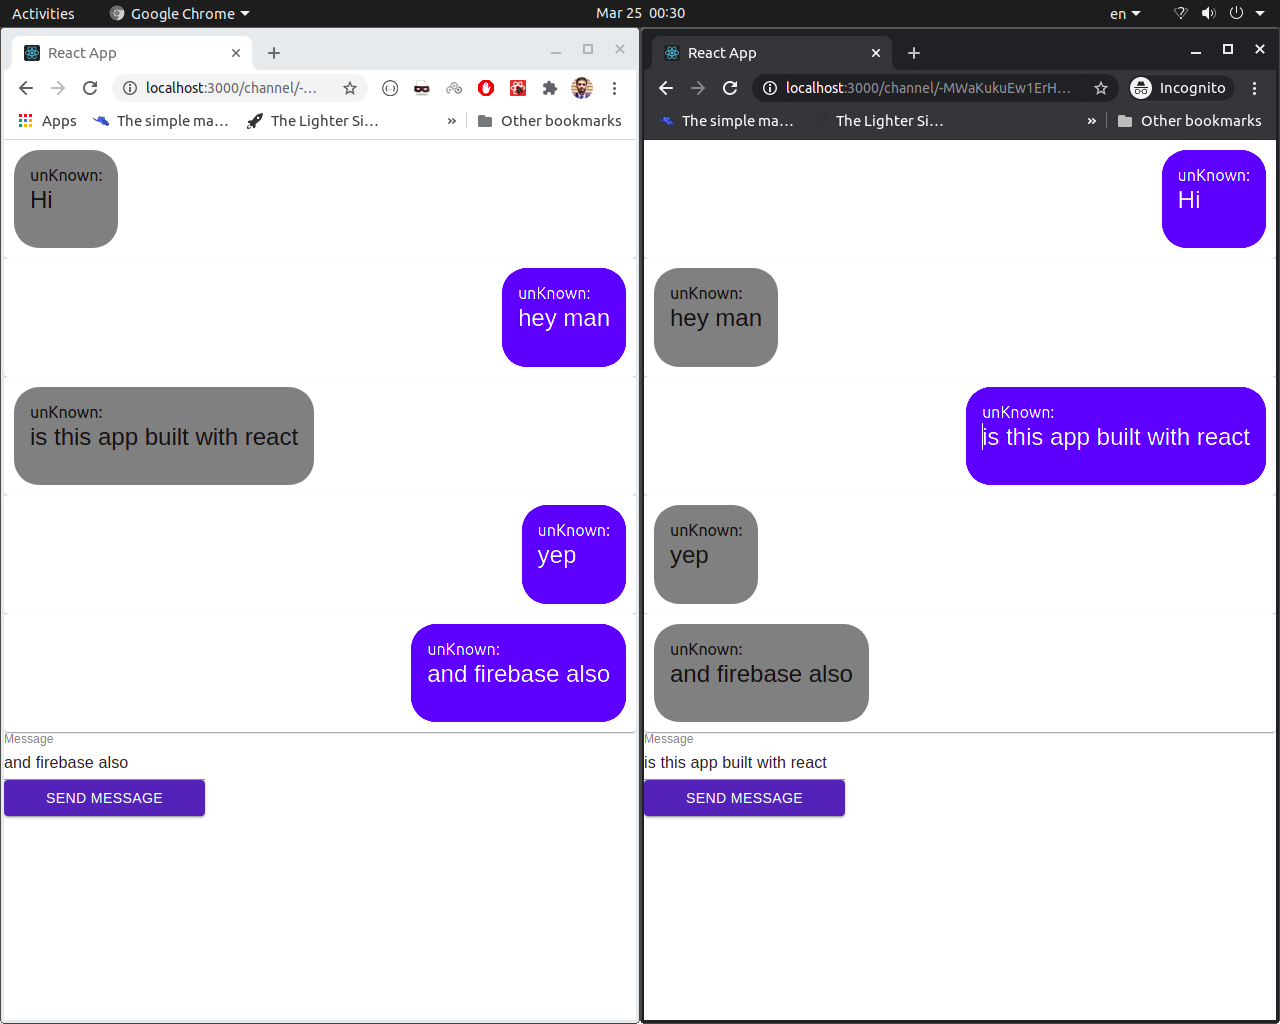 Activities Google Chrome Mar 25 00:30 en
React App
localhost:3000/channel/-...
Apps The simple ma... The Lighter Si... » Other bookmarks
unKnown:
Hi
unKnown:
hey man
unKnown:
is this app built with react
unKnown:
yep
unKnown:
and firebase also
Message
and firebase also
SEND MESSAGE
React App
localhost:3000/channel/-MWaKukuEw1ErH... Incognito
The simple ma... The Lighter Si... » Other bookmarks
unKnown:
Hi
unKnown:
hey man
unKnown:
is this app built with react
unKnown:
yep
unKnown:
and firebase also
Message
is this app built with react
SEND MESSAGE